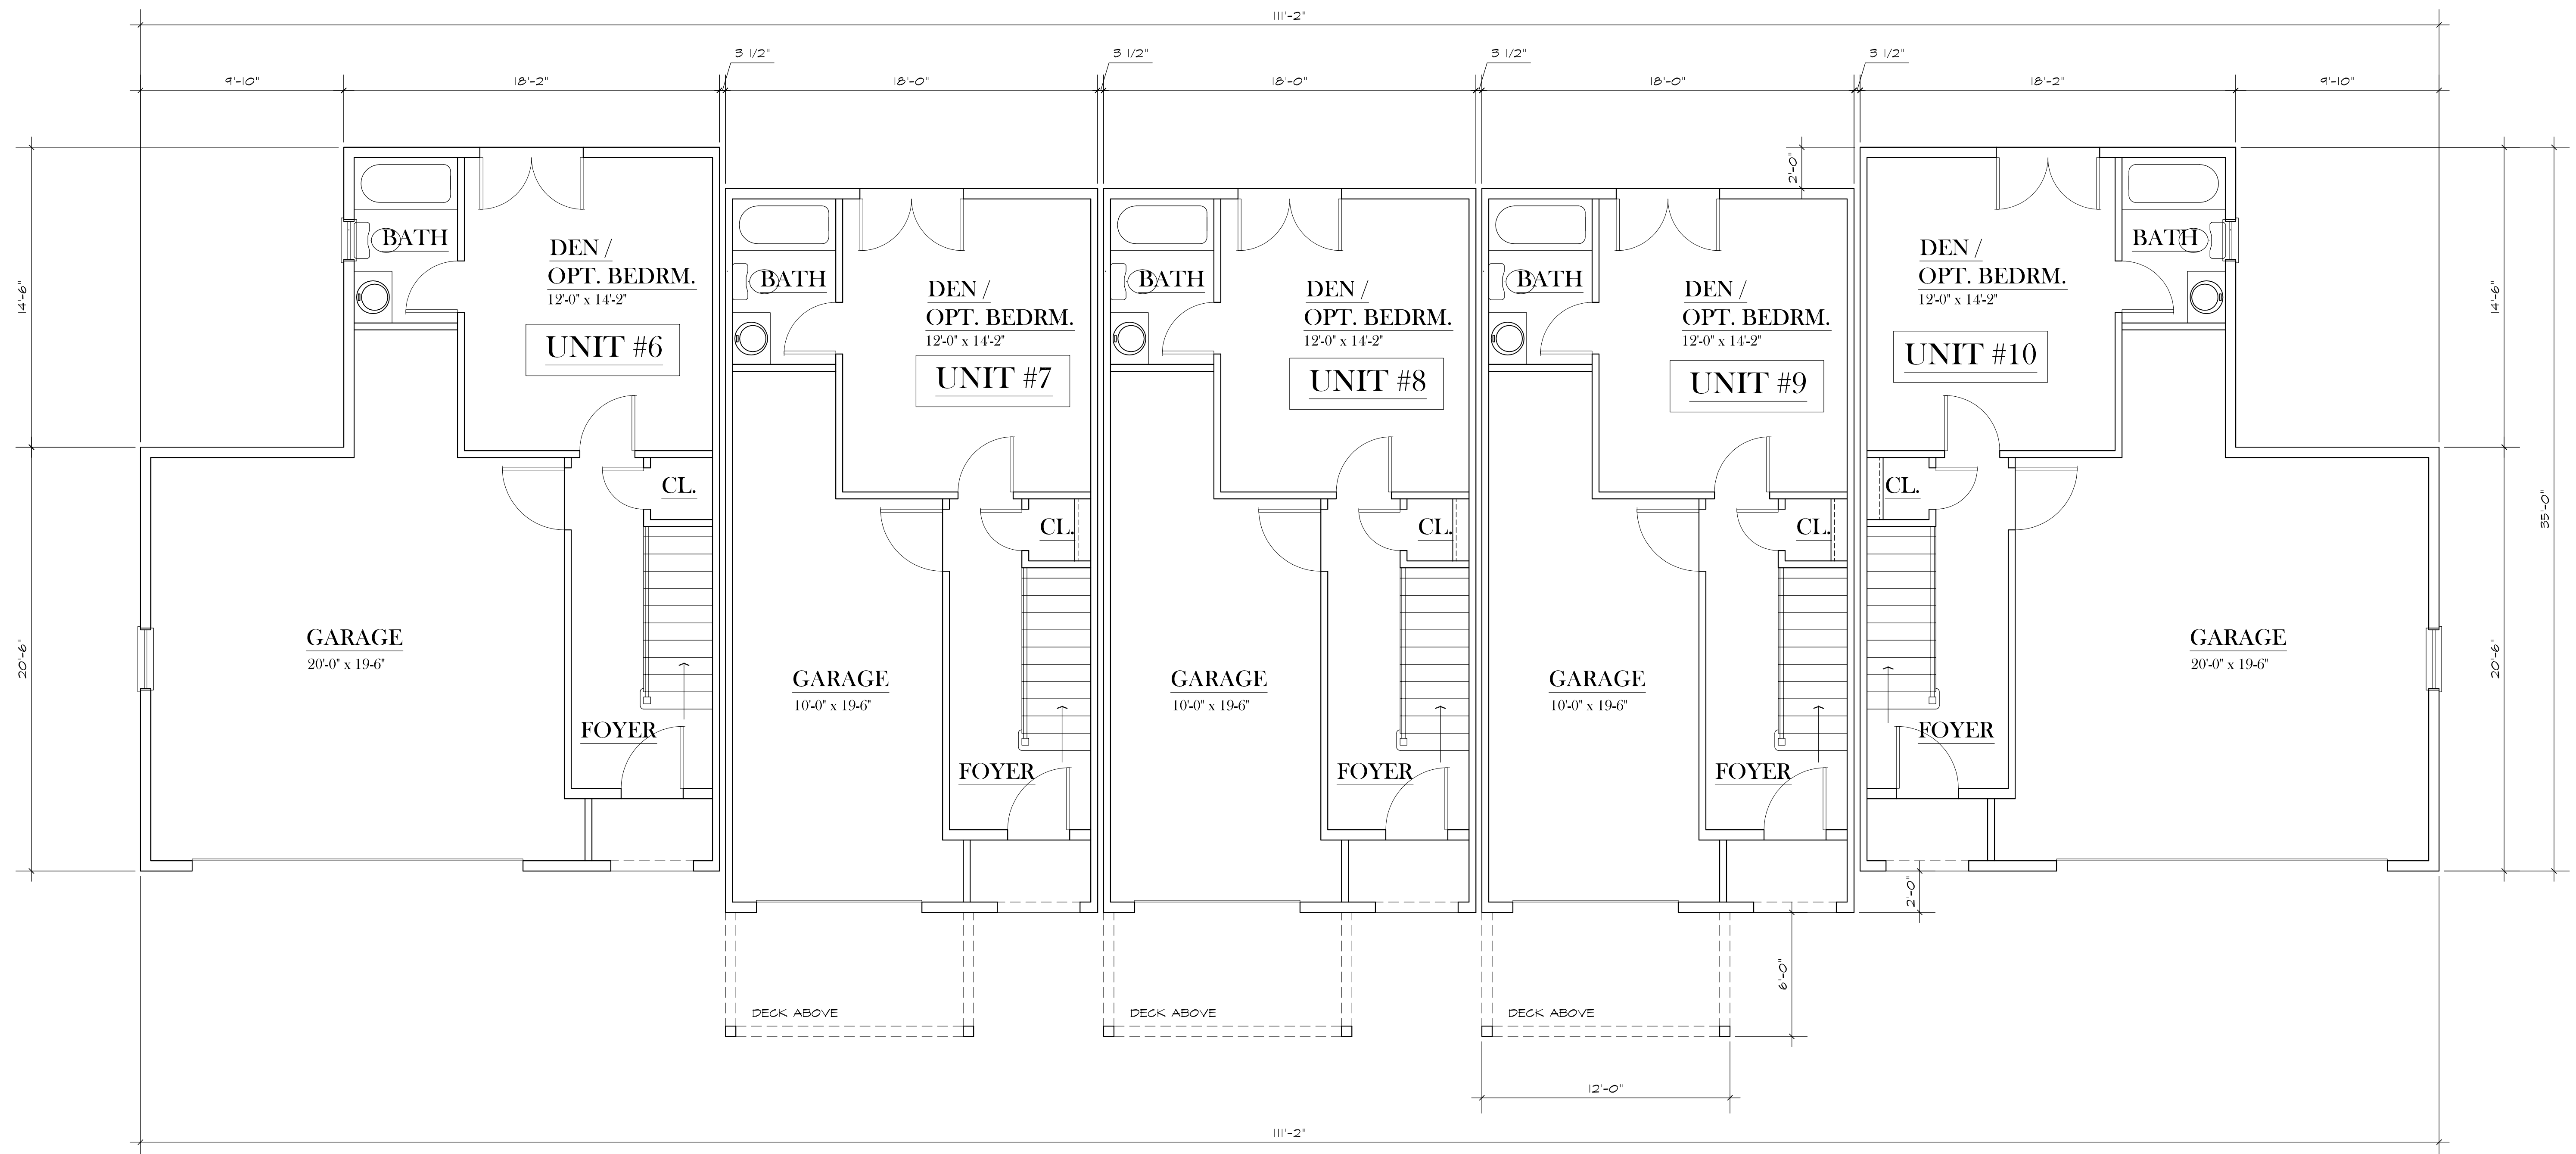 111'-2"
3 1/2" 3 1/2" 3 1/2" 3 1/2"
9'-10" 18'-2" 18'-0" 18'-0" 18'-0" 18'-2" 9'-10"
2'-0"
BATH
DEN /
OPT. BEDRM.
12'-0" x 14'-2"
UNIT #6
CL.
GARAGE
20'-0" x 19-6"
FOYER
14'-6"
20'-6"
BATH
DEN /
OPT. BEDRM.
12'-0" x 14'-2"
UNIT #7
CL.
GARAGE
10'-0" x 19-6"
FOYER
DECK ABOVE
BATH
DEN /
OPT. BEDRM.
12'-0" x 14'-2"
UNIT #8
CL.
GARAGE
10'-0" x 19-6"
FOYER
DECK ABOVE
BATH
DEN /
OPT. BEDRM.
12'-0" x 14'-2"
UNIT #9
CL.
GARAGE
10'-0" x 19-6"
FOYER
DECK ABOVE
DEN /
OPT. BEDRM.
12'-0" x 14'-2"
BATH
UNIT #10
CL.
GARAGE
20'-0" x 19-6"
FOYER
14'-6"
35'-0"
20'-6"
2'-0"
6'-0"
12'-0"
111'-2"